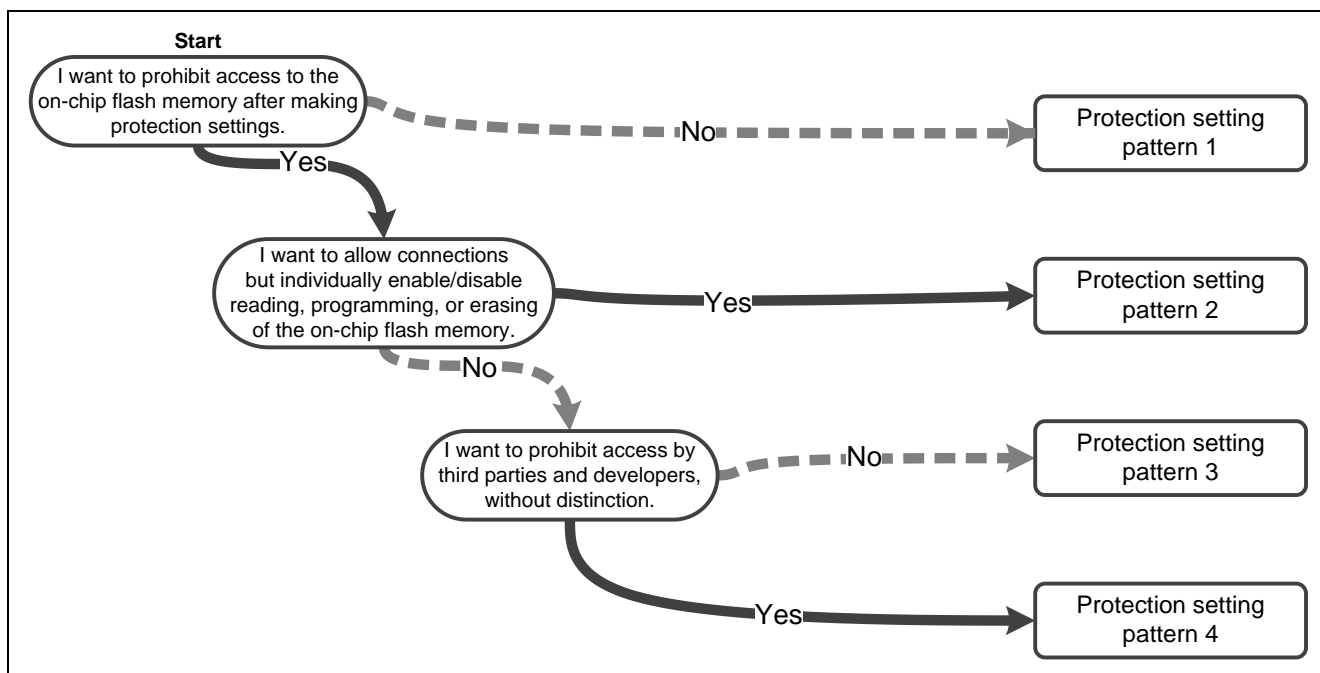 Start
I want to prohibit access to the
on-chip flash memory after making
protection settings.
No
Protection setting
pattern 1
Yes
I want to allow connections
but individually enable/disable
reading, programming, or erasing
of the on-chip flash memory.
Yes
Protection setting
pattern 2
No
I want to prohibit access by
third parties and developers,
without distinction.
No
Protection setting
pattern 3
Yes
Protection setting
pattern 4